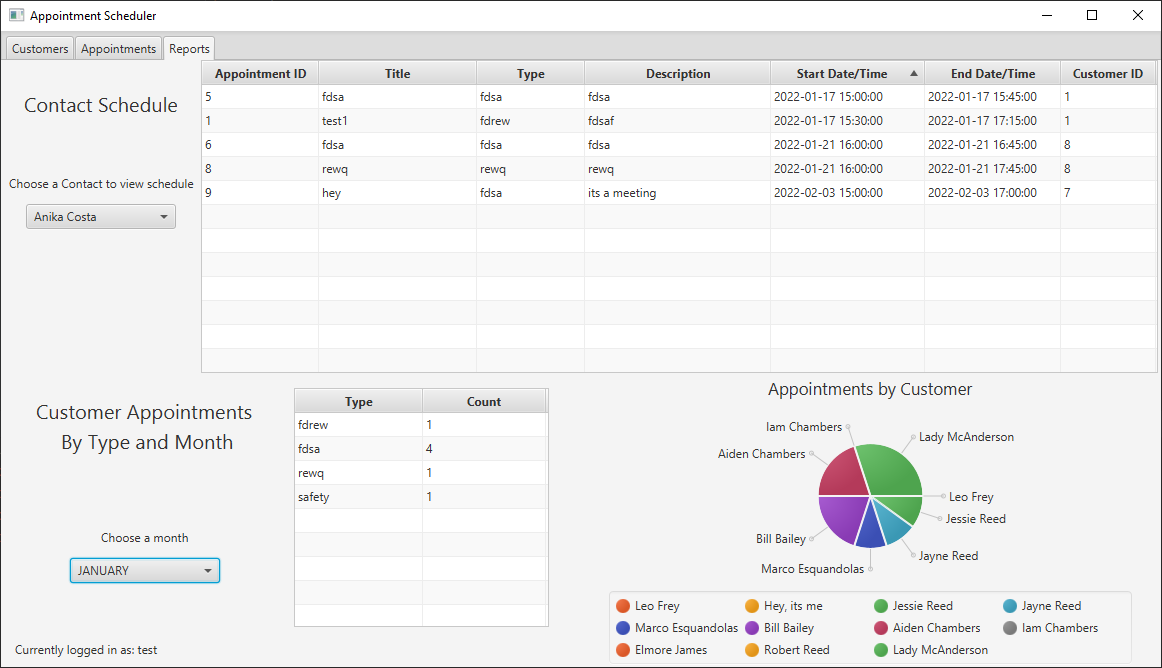 Appointment Scheduler
Customers Appointments Reports
Appointment ID Title Type Description Start Date/Time End Date/Time Customer ID
5 fdsa fdsa fdsa 2022-01-17 15:00:00 2022-01-17 15:45:00 1
1 test1 fdrew fdsaf 2022-01-17 15:30:00 2022-01-17 17:15:00 1
6 fdsa fdsa fdsa 2022-01-21 16:00:00 2022-01-21 16:45:00 8
8 rewq rewq rewq 2022-01-21 16:00:00 2022-01-21 17:45:00 8
9 hey fdsa its a meeting 2022-02-03 15:00:00 2022-02-03 17:00:00 7
Contact Schedule
Choose a Contact to view schedule
Anika Costa
Customer Appointments
By Type and Month
Choose a month
JANUARY
Type Count
fdrew 1
fdsa 4
rewq 1
safety 1
Appointments by Customer
Iam Chambers
Lady McAnderson
Aiden Chambers
Leo Frey
Jessie Reed
Bill Bailey
Jayne Reed
Marco Esquandolas
Leo Frey Hey, its me Jessie Reed Jayne Reed
Marco Esquandolas Bill Bailey Aiden Chambers Iam Chambers
Elmore James Robert Reed Lady McAnderson
Currently logged in as: test